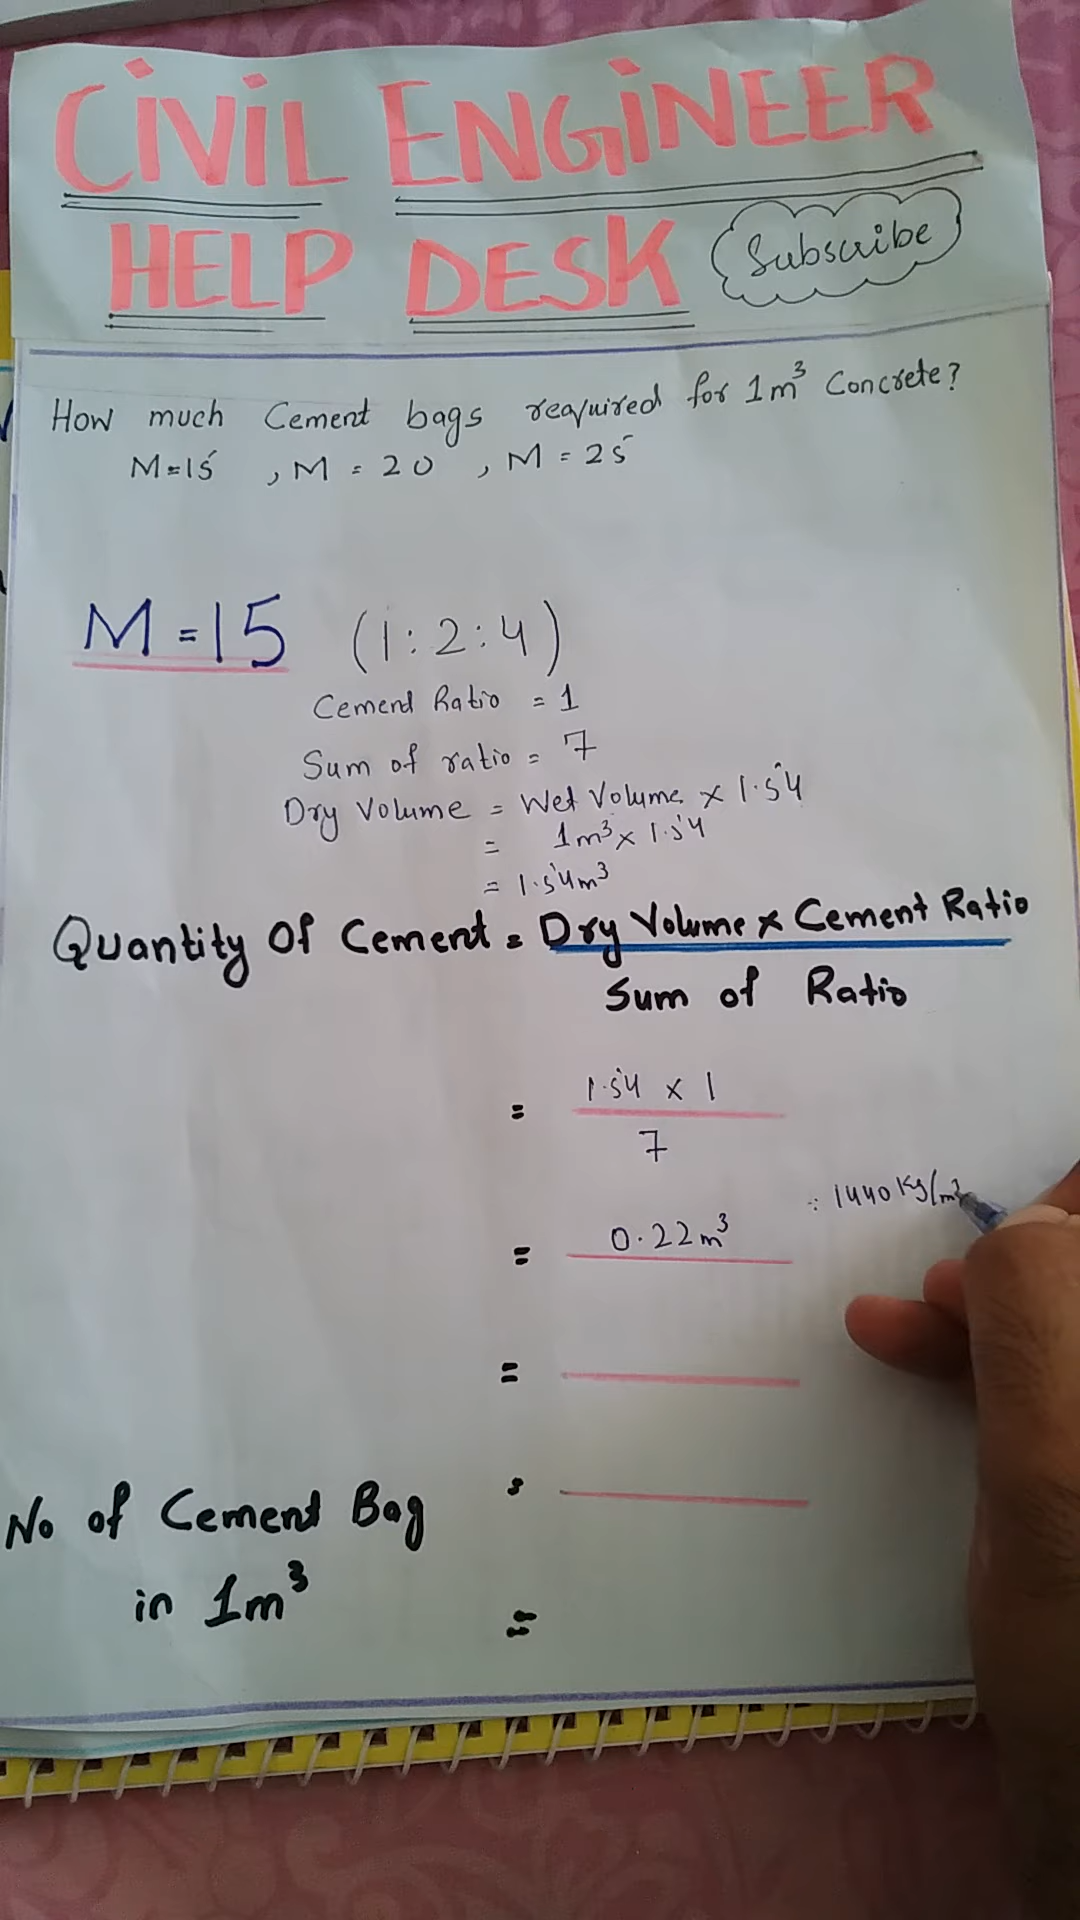 CIVIL ENGINEER
HELP DESK
Subscribe
How much Cement bags required for 1m³ Concrete?
M=15 , M = 20 , M = 25
M=15 (1:2:4)
Cement Ratio = 1
Sum of ratio = 7
Dry Volume = Wet Volume x 1.54
= 1m³ x 1.54
= 1.54m³
Quantity Of Cement = Dry Volume x Cement Ratio
Sum of Ratio
= 1.54 x 1
7
∵ 1440 Kg/m³
= 0.22m³
=
=
No of Cement Bag
in 1m³
=